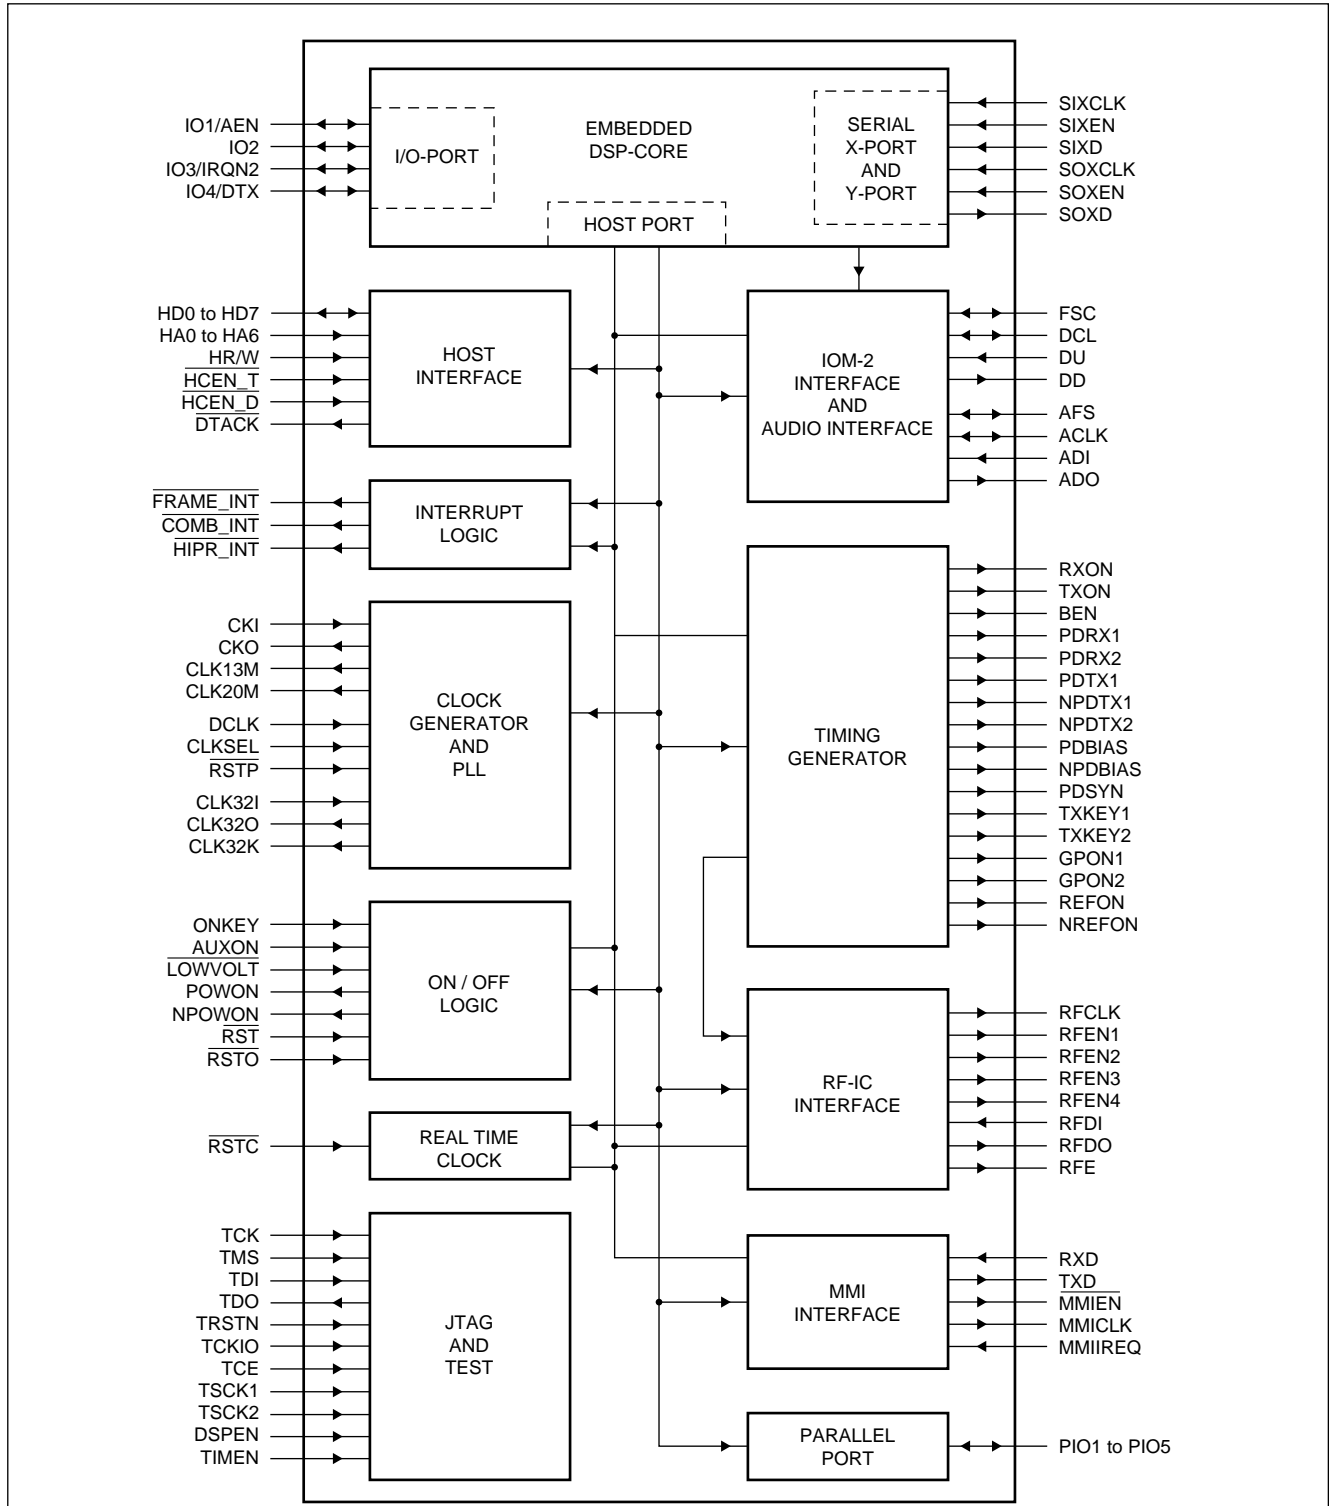 IO1/AEN
IO2
IO3/IRQN2
IO4/DTX
I/O-PORT
EMBEDDED
DSP-CORE
HOST PORT
SERIAL
X-PORT
AND
Y-PORT
SIXCLK
SIXEN
SIXD
SOXCLK
SOXEN
SOXD
HD0 to HD7
HA0 to HA6
HR/W
HCEN_T
HCEN_D
DTACK
HOST
INTERFACE
IOM-2
INTERFACE
AND
AUDIO INTERFACE
FSC
DCL
DU
DD
AFS
ACLK
ADI
ADO
FRAME_INT
COMB_INT
HIPR_INT
INTERRUPT
LOGIC
CKI
CKO
CLK13M
CLK20M
DCLK
CLKSEL
RSTP
CLK32I
CLK32O
CLK32K
CLOCK
GENERATOR
AND
PLL
TIMING
GENERATOR
RXON
TXON
BEN
PDRX1
PDRX2
PDTX1
NPDTX1
NPDTX2
PDBIAS
NPDBIAS
PDSYN
TXKEY1
TXKEY2
GPON1
GPON2
REFON
NREFON
ONKEY
AUXON
LOWVOLT
POWON
NPOWON
RST
RSTO
ON / OFF
LOGIC
RF-IC
INTERFACE
RFCLK
RFEN1
RFEN2
RFEN3
RFEN4
RFDI
RFDO
RFE
RSTC
REAL TIME
CLOCK
TCK
TMS
TDI
TDO
TRSTN
TCKIO
TCE
TSCK1
TSCK2
DSPEN
TIMEN
JTAG
AND
TEST
MMI
INTERFACE
RXD
TXD
MMIEN
MMICLK
MMIIREQ
PARALLEL
PORT
PIO1 to PIO5